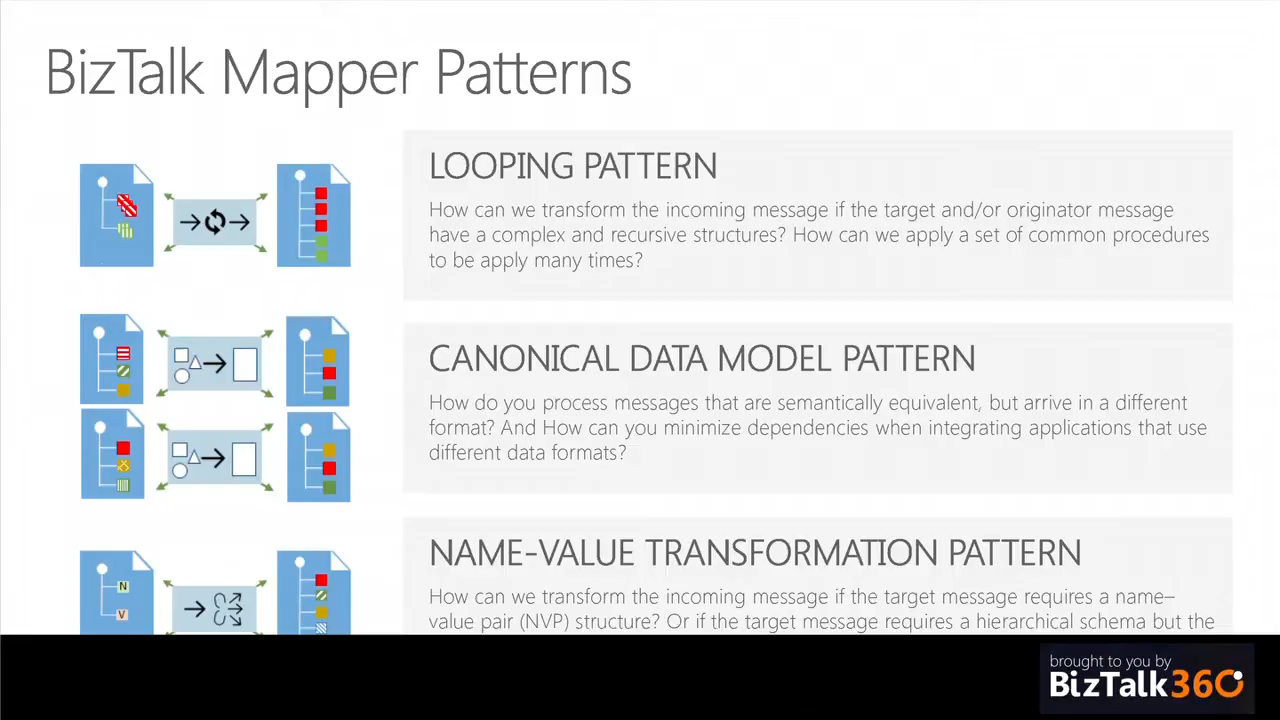 BizTalk Mapper Patterns
LOOPING PATTERN
How can we transform the incoming message if the target and/or originator message
have a complex and recursive structures? How can we apply a set of common procedures
to be apply many times?
CANONICAL DATA MODEL PATTERN
How do you process messages that are semantically equivalent, but arrive in a different
format? And How can you minimize dependencies when integrating applications that use
different data formats?
N
V
NAME-VALUE TRANSFORMATION PATTERN
How can we transform the incoming message if the target message requires a name–
value pair (NVP) structure? Or if the target message requires a hierarchical schema but the
brought to you by
BizTalk360